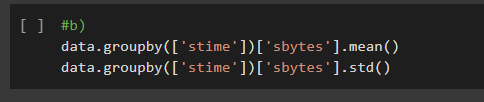 [ ] #b)
data.groupby(['stime'])['sbytes'].mean()
data.groupby(['stime'])['sbytes'].std()